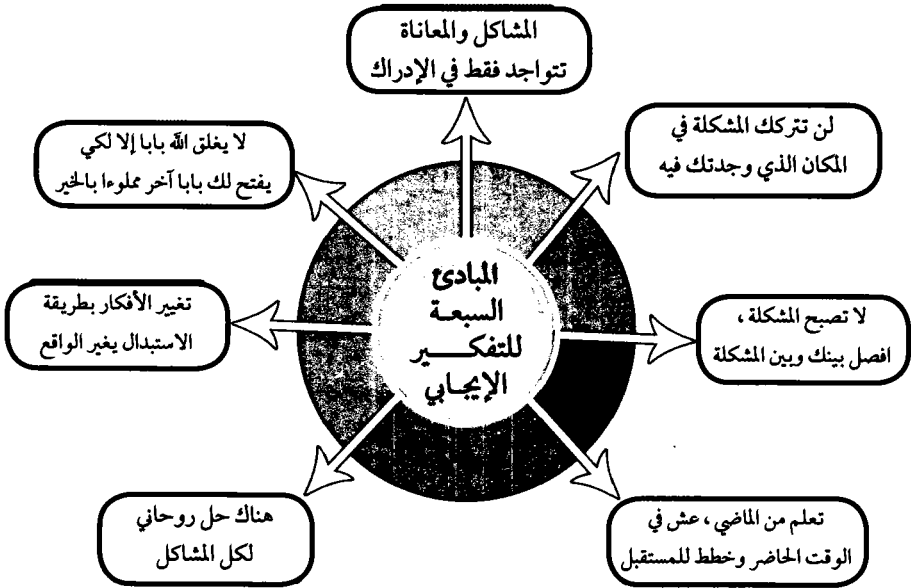 المشاكل والمعاناة
تتواجد فقط في الإدراك
لن تتركك المشكلة في
المكان الذي وجدتك فيه
لا تصبح المشكلة ،
افصل بينك وبين المشكلة
تعلم من الماضي ، عش في
الوقت الحاضر وخطط للمستقبل
هناك حل روحاني
لكل المشاكل
تغيير الأفكار بطريقة
الاستبدال يغير الواقع
لا يغلق الله بابا إلا لكي
يفتح لك بابا آخر مملوءا بالخير
المبادئ
السبعة
للتفكير
الإيجابي